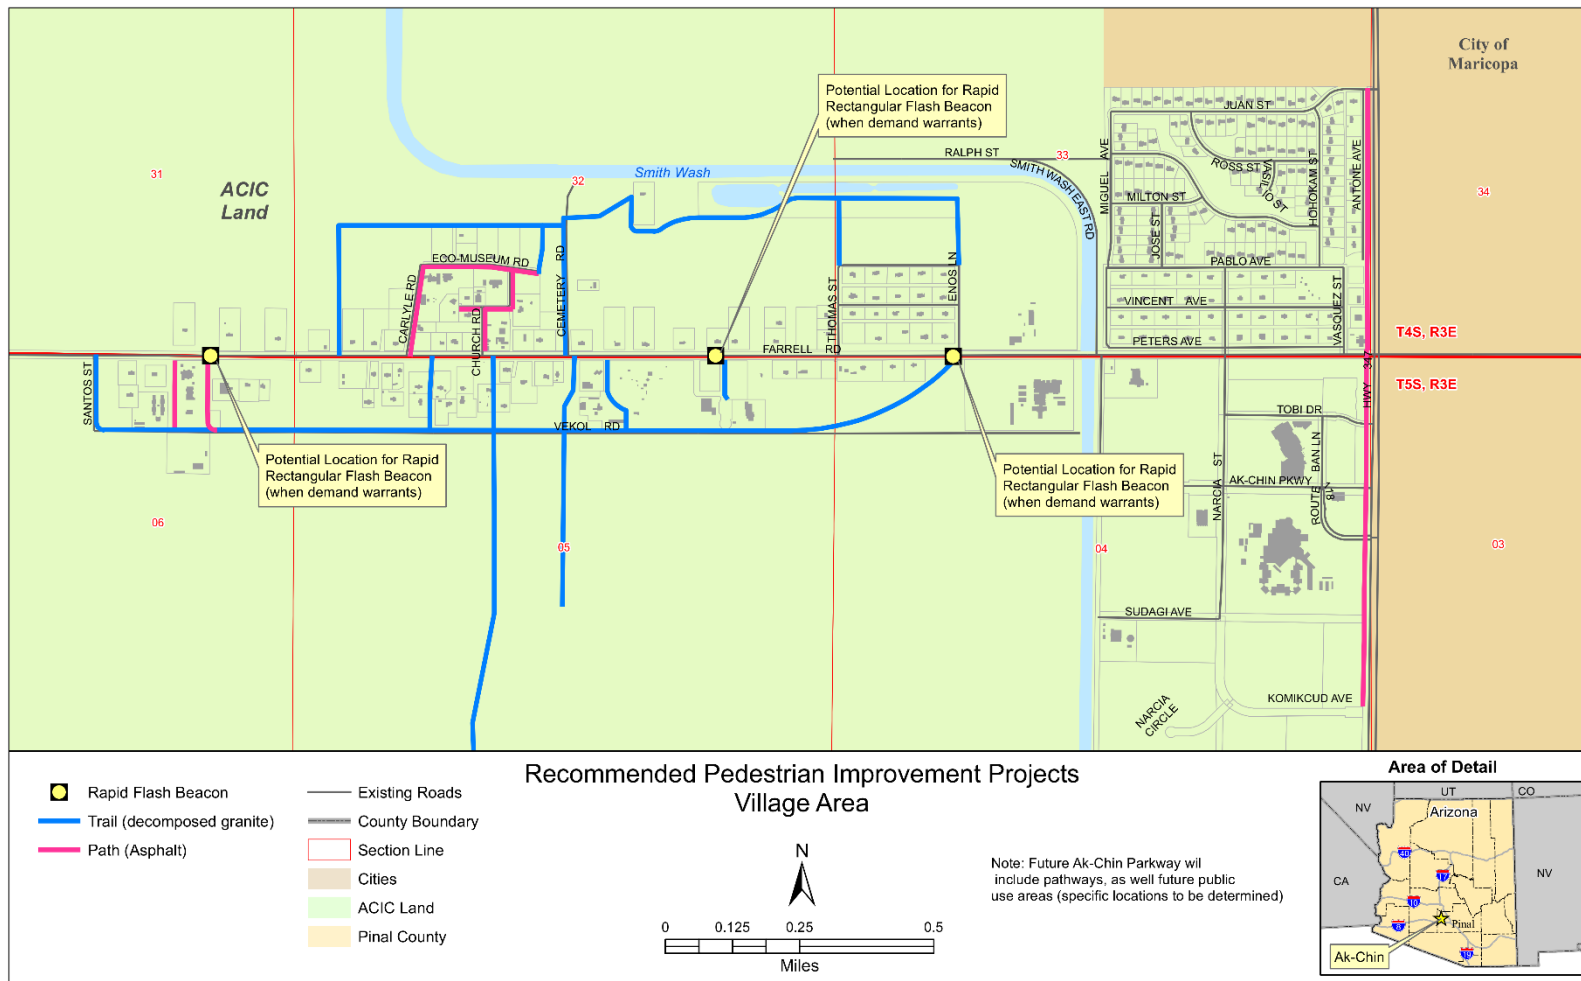 City of
Maricopa
Potential Location for Rapid
Rectangular Flash Beacon
(when demand warrants)
JUAN ST
RALPH ST
33
MIGUEL AVE
SMITH WASH EAST RD
ROSS ST
VASILIO ST
HOHOKAM ST
ANTONE AVE
31
32
Smith Wash
34
ACIC
Land
MILTON ST
JOSE ST
ECO-MUSEUM RD
CEMETERY RD
PABLO AVE
CARLYLE RD
CHURCH RD
THOMAS ST
ENOS LN
VINCENT AVE
VASQUEZ ST
PETERS AVE
FARRELL RD
T4S, R3E
HWY 347
T5S, R3E
SANTOS ST
VEKOL RD
TOBI DR
Potential Location for Rapid
Rectangular Flash Beacon
(when demand warrants)
Potential Location for Rapid
Rectangular Flash Beacon
(when demand warrants)
NARCIA ST
BAN LN
AK-CHIN PKWY
ROUTE
06
05
04
03
SUDAGI AVE
KOMIKCUD AVE
NARCIA
CIRCLE
Rapid Flash Beacon
Trail (decomposed granite)
Path (Asphalt)
Existing Roads
County Boundary
Section Line
Cities
ACIC Land
Pinal County
Recommended Pedestrian Improvement Projects
Village Area
N
0 0.125 0.25 0.5
Miles
Note: Future Ak-Chin Parkway wil
include pathways, as well future public
use areas (specific locations to be determined)
Area of Detail
UT
CO
NV
Arizona
40
17
CA
NV
10
8
Pinal
19
Ak-Chin